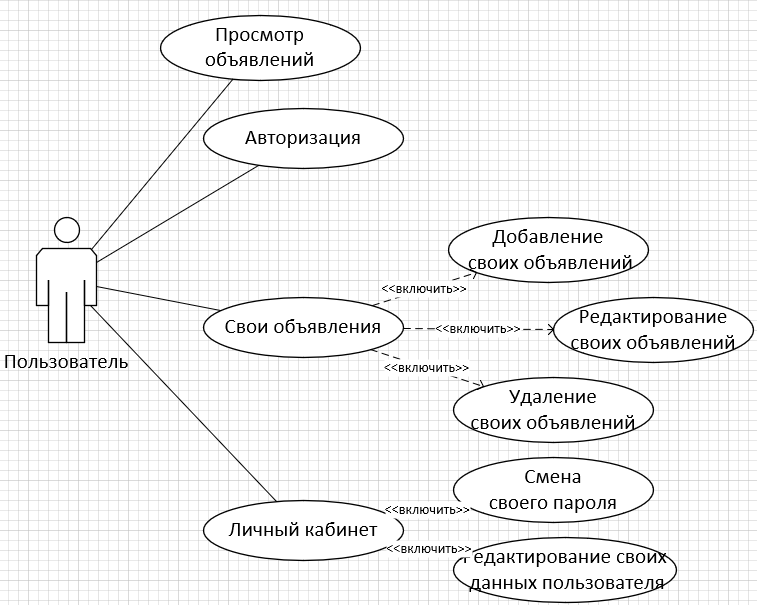 Просмотр
объявлений
Авторизация
Добавление
своих объявлений
<<включить>>
Свои объявления
<<включить>>
Редактирование
своих объявлений
Пользователь
<<включить>>
Удаление
своих объявлений
Смена
своего пароля
<<включить>>
Личный кабинет
<<включить>>
Редактирование своих
данных пользователя